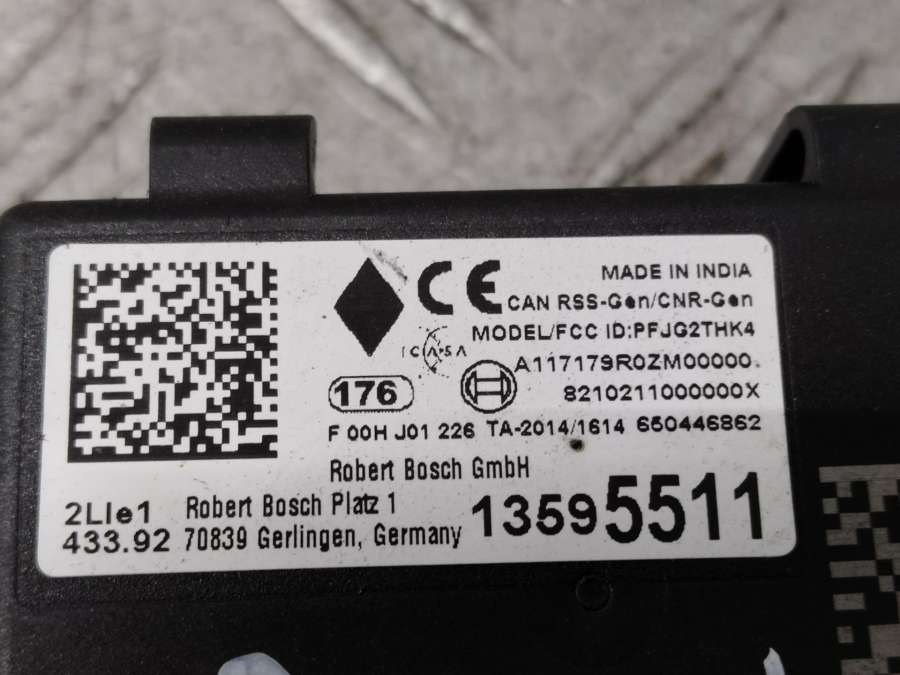 CE
MADE IN INDIA
CAN RSS-Gen/CNR-Gen
MODEL/FCC ID:PFJG2THK4
ICASA
A117179R0ZM00000.
176
8210211000000X
F 00H J01 226 TA-2014/1614 650446862
Robert Bosch GmbH
2LIe1 Robert Bosch Platz 1
433.92 70839 Gerlingen, Germany 13595511